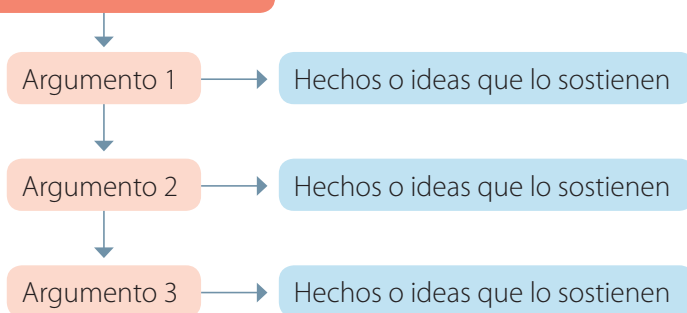 Argumento 1 Hechos o ideas que lo sostienen
Argumento 2 Hechos o ideas que lo sostienen
Argumento 3 Hechos o ideas que lo sostienen